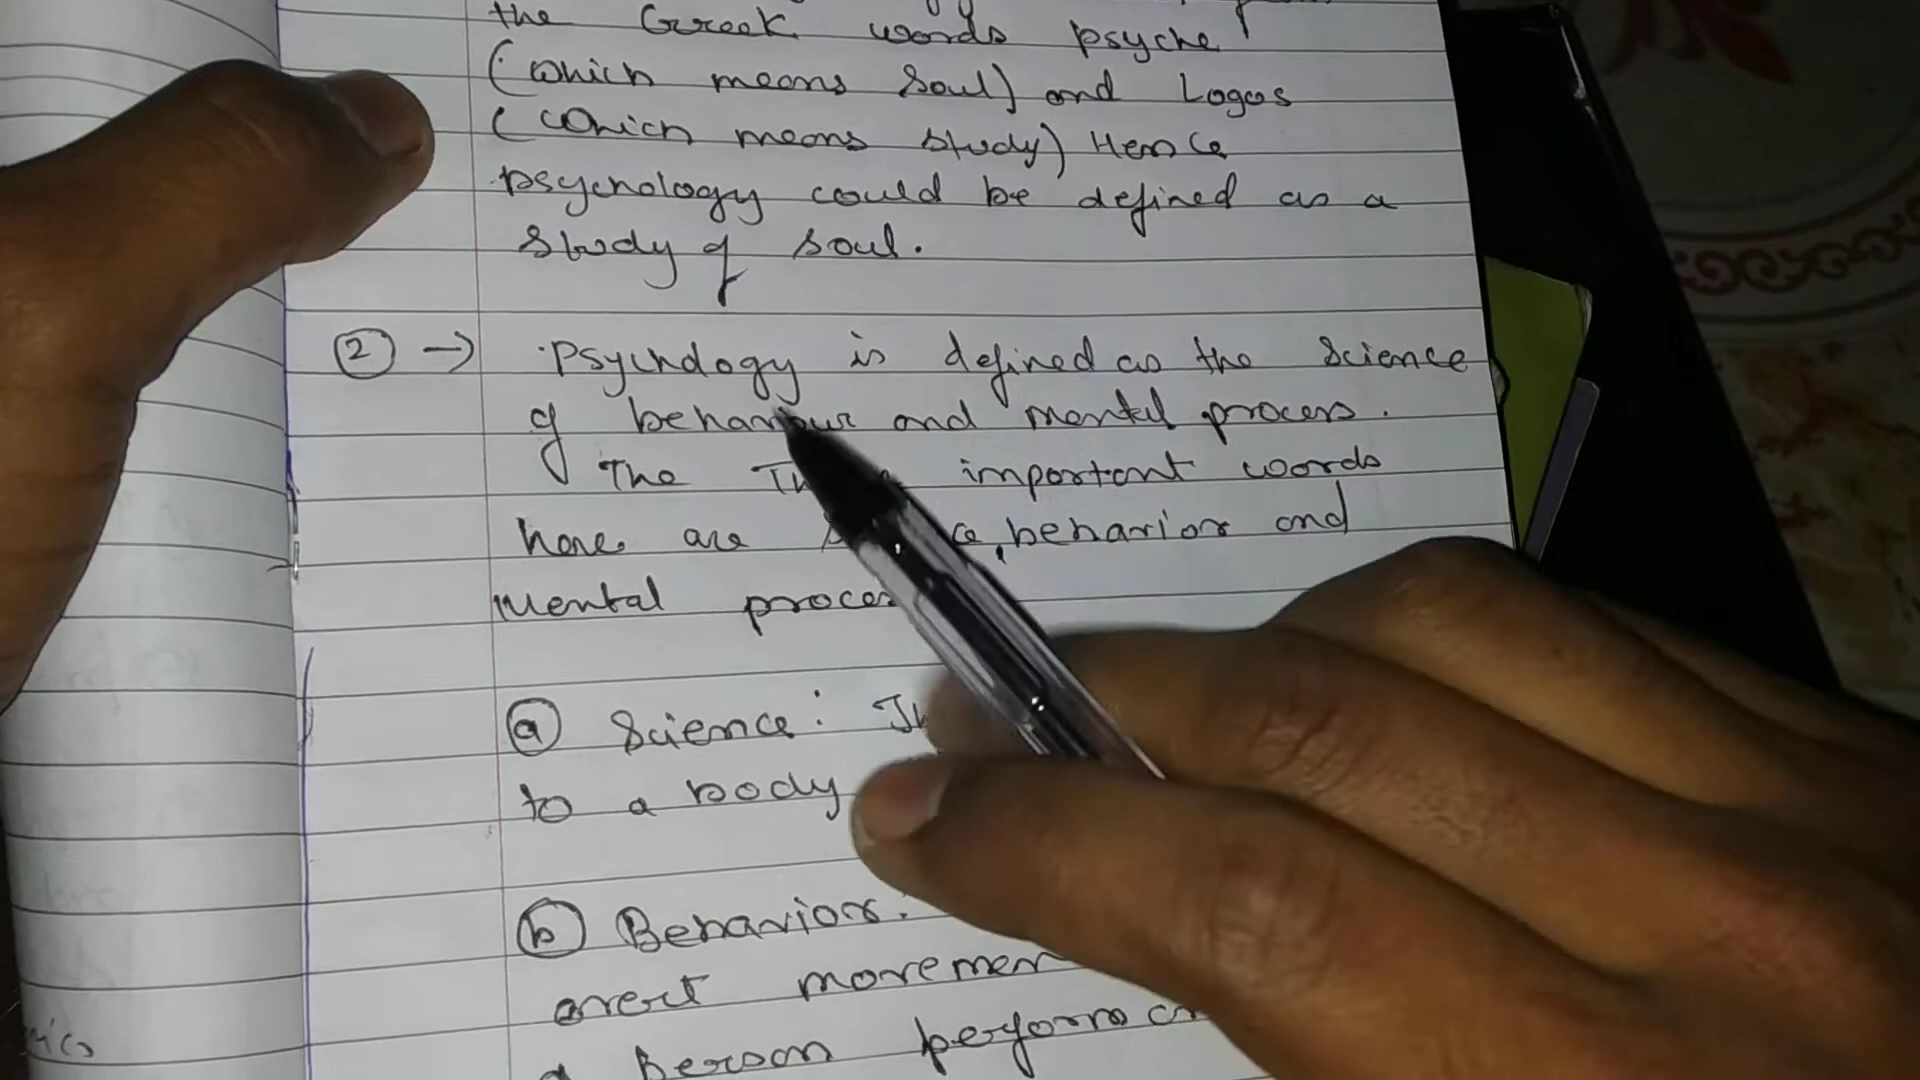 the Greek words psyche
(which means Soul) and Logos
(which means study) Hence
psychology could be defined as a
study of soul.
② → Psychology is defined as the Science
of behaviour and mental process.
The important words
here are behavior and
Mental
ⓐ Science:
to a body
ⓑ Behavior:
overt
a Person perform